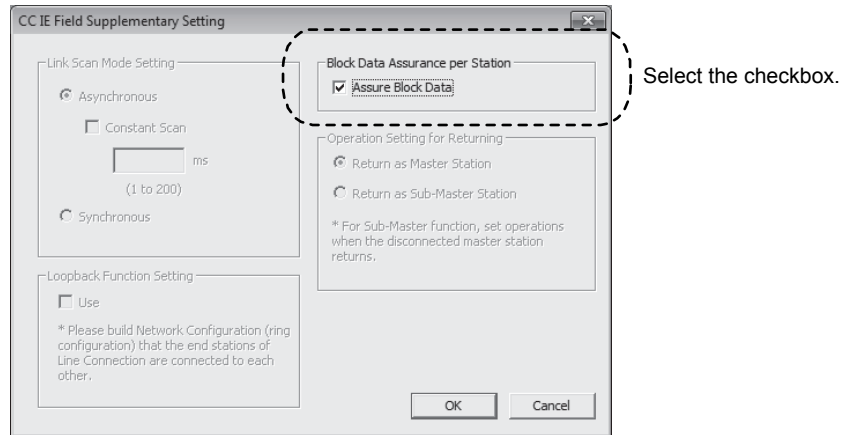 CC IE Field Supplementary Setting
Link Scan Mode Setting
Asynchronous
Constant Scan
ms
(1 to 200)
Synchronous
Loopback Function Setting
Use
* Please build Network Configuration (ring
configuration) that the end stations of
Line Connection are connected to each
other.
Block Data Assurance per Station
Assure Block Data
Operation Setting for Returning
Return as Master Station
Return as Sub-Master Station
* For Sub-Master function, set operations
when the disconnected master station
returns.
OK
Cancel
Select the checkbox.